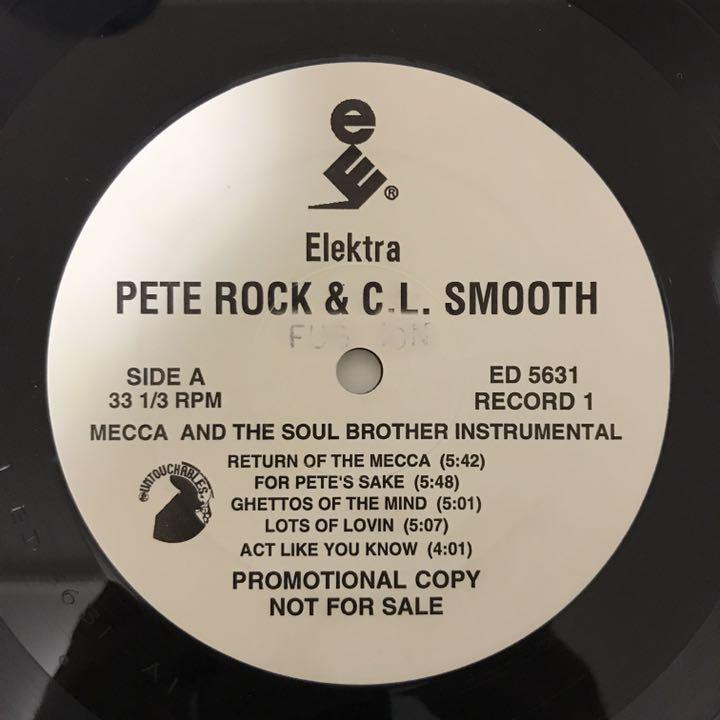 e
E®
Elektra
PETE ROCK & C.L. SMOOTH
SIDE A
33 1/3 RPM
ED 5631
RECORD 1
MECCA AND THE SOUL BROTHER INSTRUMENTAL
UNTOUCHABLES
RETURN OF THE MECCA (5:42)
FOR PETE'S SAKE (5:48)
GHETTOS OF THE MIND (5:01)
LOTS OF LOVIN (5:07)
ACT LIKE YOU KNOW (4:01)
PROMOTIONAL COPY
NOT FOR SALE